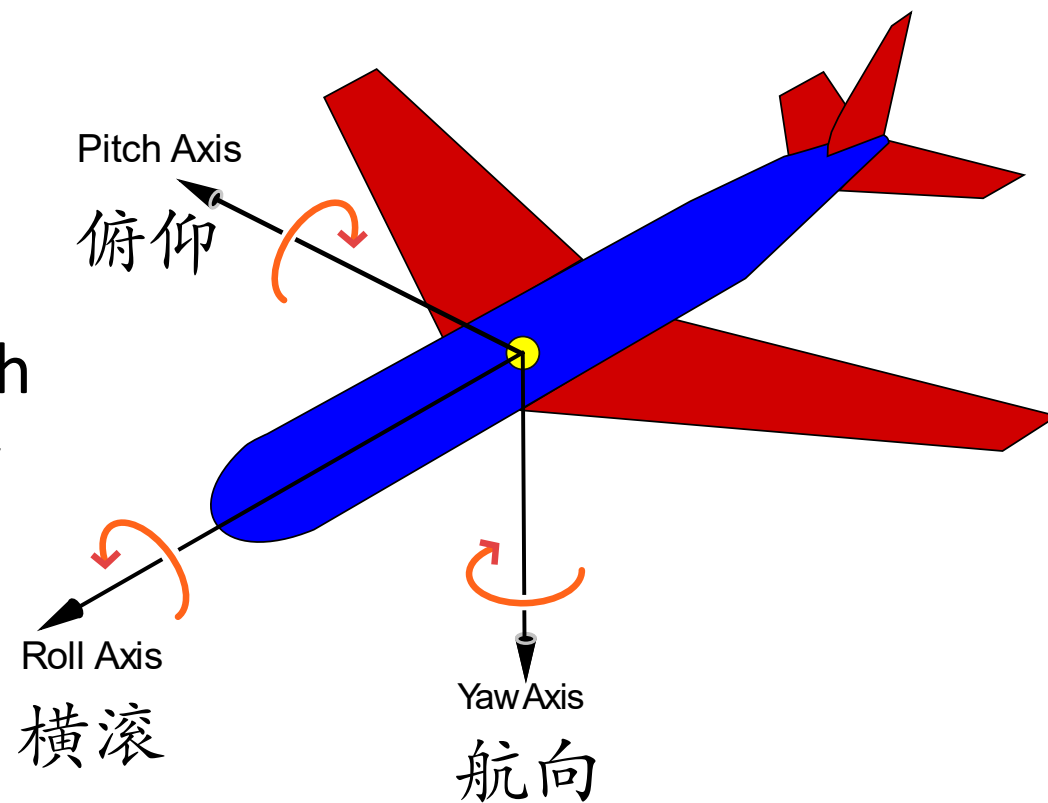 Pitch Axis
俯仰
h
Roll Axis
横滚
Yaw Axis
航向